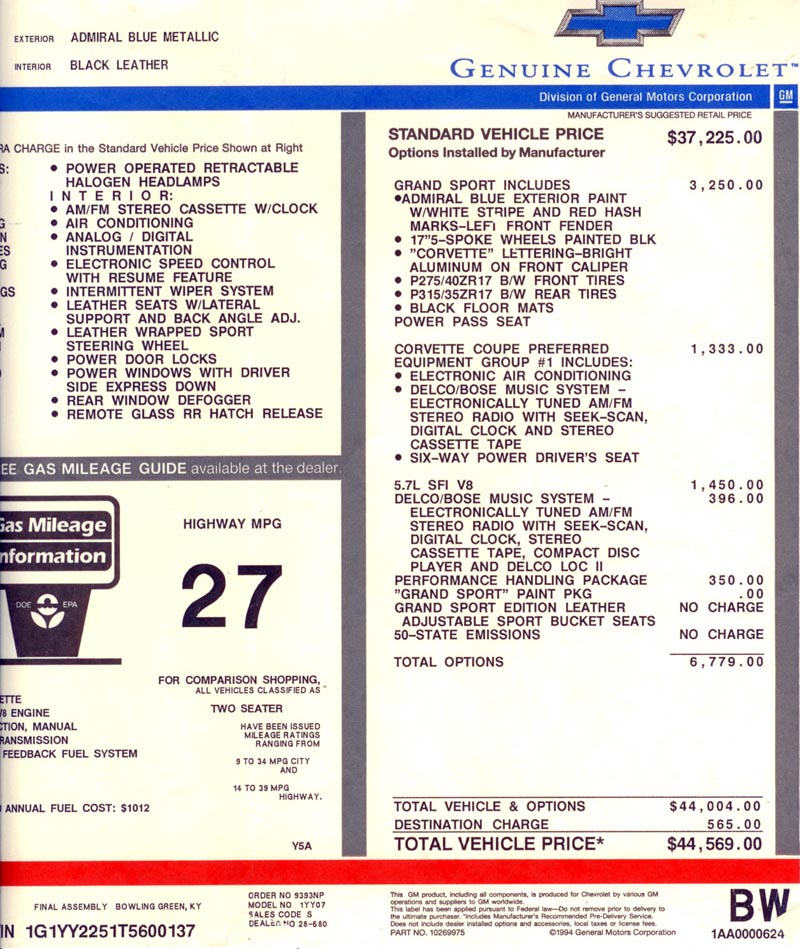 EXTERIOR ADMIRAL BLUE METALLIC
INTERIOR BLACK LEATHER
GENUINE CHEVROLET™
Division of General Motors Corporation GM
MANUFACTURER'S SUGGESTED RETAIL PRICE
RA CHARGE in the Standard Vehicle Price Shown at Right
S: • POWER OPERATED RETRACTABLE
HALOGEN HEADLAMPS
I N T E R I O R :
• AM/FM STEREO CASSETTE W/CLOCK
G • AIR CONDITIONING
N • ANALOG / DIGITAL
ES INSTRUMENTATION
G • ELECTRONIC SPEED CONTROL
WITH RESUME FEATURE
GS • INTERMITTENT WIPER SYSTEM
• LEATHER SEATS W/LATERAL
SUPPORT AND BACK ANGLE ADJ.
M • LEATHER WRAPPED SPORT
STEERING WHEEL
• POWER DOOR LOCKS
• POWER WINDOWS WITH DRIVER
SIDE EXPRESS DOWN
• REAR WINDOW DEFOGGER
• REMOTE GLASS RR HATCH RELEASE
EE GAS MILEAGE GUIDE available at the dealer.
Gas Mileage
nformation
DOE EPA
HIGHWAY MPG
27
FOR COMPARISON SHOPPING,
ALL VEHICLES CLASSIFIED AS
TWO SEATER
HAVE BEEN ISSUED
MILEAGE RATINGS
RANGING FROM
9 TO 34 MPG CITY
AND
14 TO 39 MPG
HIGHWAY.
ETTE
V8 ENGINE
CTION, MANUAL
RANSMISSION
FEEDBACK FUEL SYSTEM
ANNUAL FUEL COST: $1012
Y5A
STANDARD VEHICLE PRICE $37,225.00
Options Installed by Manufacturer
GRAND SPORT INCLUDES 3,250.00
•ADMIRAL BLUE EXTERIOR PAINT
W/WHITE STRIPE AND RED HASH
MARKS-LEFT FRONT FENDER
• 17"5-SPOKE WHEELS PAINTED BLK
• "CORVETTE" LETTERING-BRIGHT
ALUMINUM ON FRONT CALIPER
• P275/40ZR17 B/W FRONT TIRES
• P315/35ZR17 B/W REAR TIRES
• BLACK FLOOR MATS
POWER PASS SEAT
CORVETTE COUPE PREFERRED 1,333.00
EQUIPMENT GROUP #1 INCLUDES:
• ELECTRONIC AIR CONDITIONING
• DELCO/BOSE MUSIC SYSTEM -
ELECTRONICALLY TUNED AM/FM
STEREO RADIO WITH SEEK-SCAN,
DIGITAL CLOCK AND STEREO
CASSETTE TAPE
• SIX-WAY POWER DRIVER'S SEAT
5.7L SFI V8 1,450.00
DELCO/BOSE MUSIC SYSTEM - 396.00
ELECTRONICALLY TUNED AM/FM
STEREO RADIO WITH SEEK-SCAN,
DIGITAL CLOCK, STEREO
CASSETTE TAPE, COMPACT DISC
PLAYER AND DELCO LOC II
PERFORMANCE HANDLING PACKAGE 350.00
"GRAND SPORT" PAINT PKG .00
GRAND SPORT EDITION LEATHER NO CHARGE
ADJUSTABLE SPORT BUCKET SEATS
50-STATE EMISSIONS NO CHARGE
TOTAL OPTIONS 6,779.00
TOTAL VEHICLE & OPTIONS $44,004.00
DESTINATION CHARGE 565.00
TOTAL VEHICLE PRICE* $44,569.00
FINAL ASSEMBLY BOWLING GREEN, KY
IN 1G1YY2251T5600137
ORDER NO 9393NP
MODEL NO 1YY07
SALES CODE S
DEALER NO 28-680
This GM product, including all components, is produced for Chevrolet by various GM
operations and suppliers to GM worldwide.
This label has been applied pursuant to Federal law—Do not remove prior to delivery to
the ultimate purchaser. *Includes Manufacturer's Recommended Pre-Delivery Service.
Does not include dealer installed options and accessories, local taxes or license fees.
PART NO. 10269975 ©1994 General Motors Corporation
BW
1AA0000624